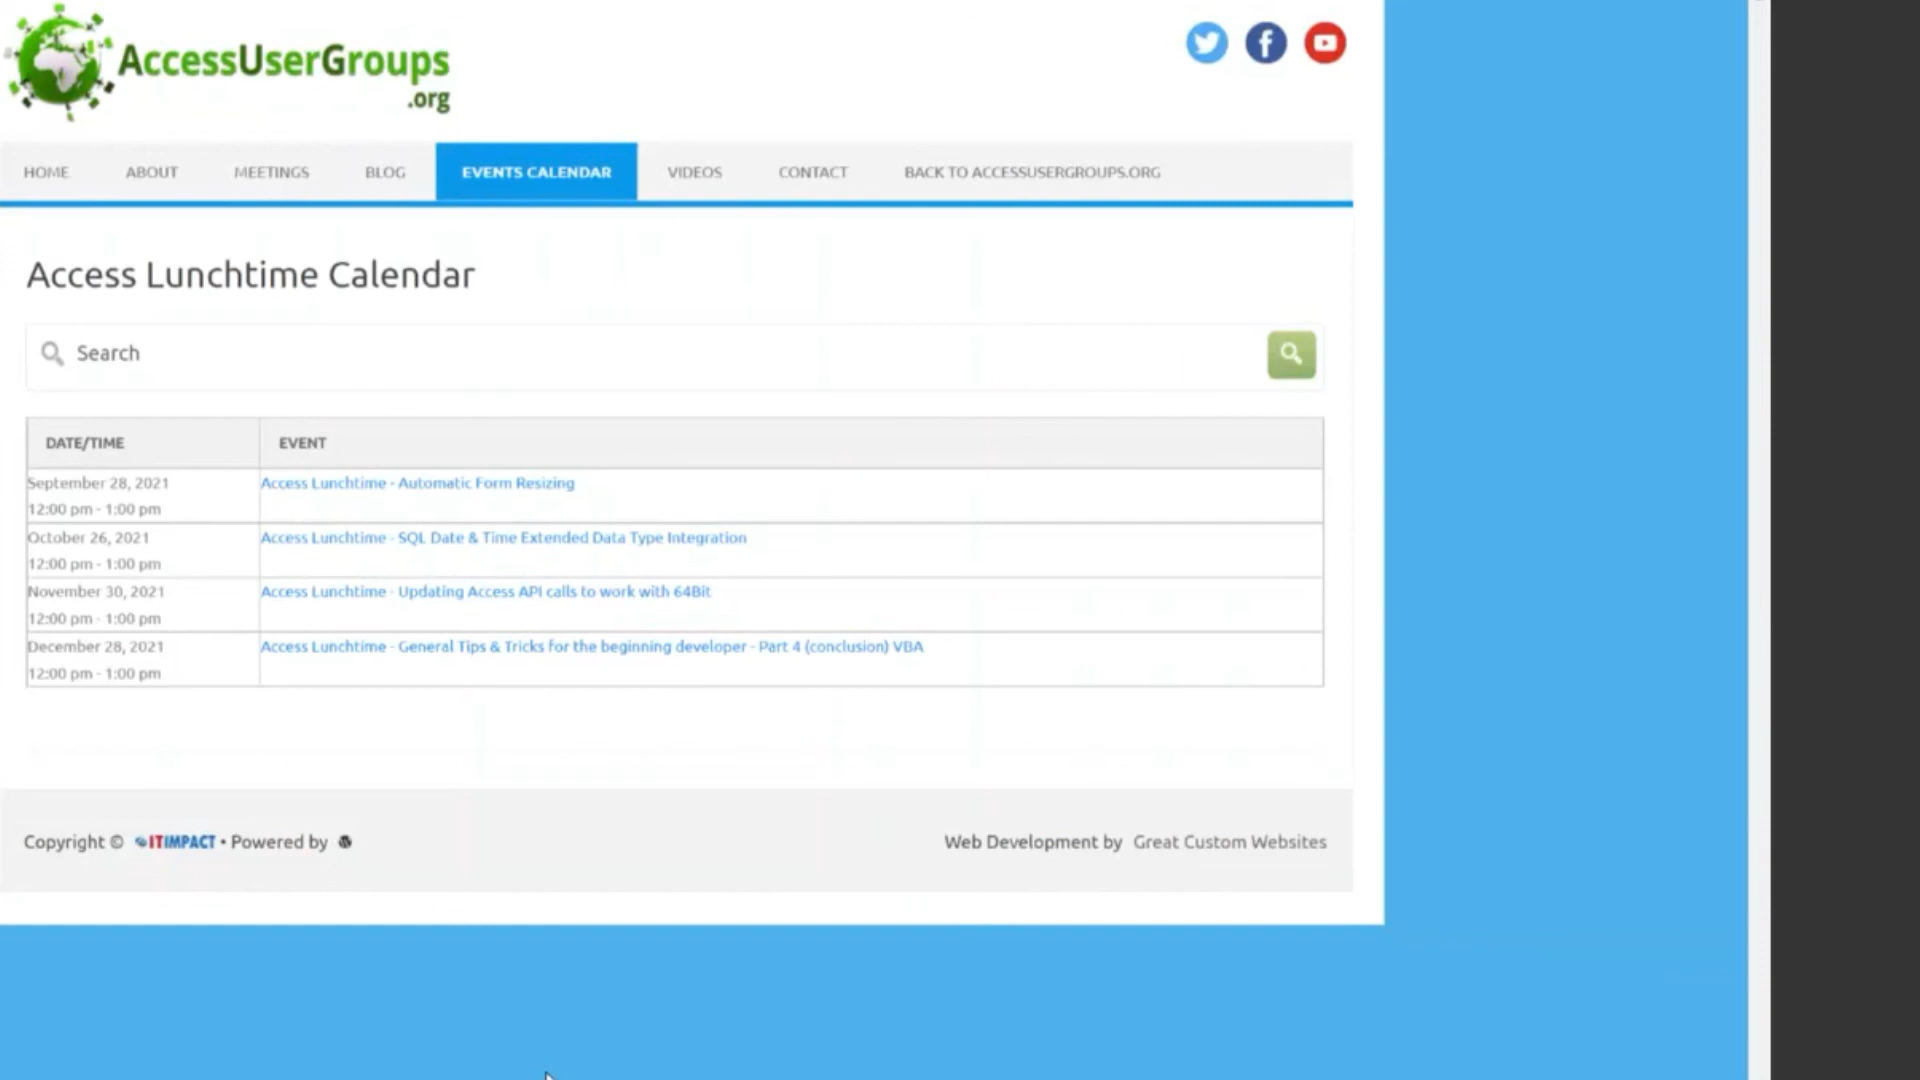 AccessUserGroups
.org
HOME ABOUT MEETINGS BLOG EVENTS CALENDAR VIDEOS CONTACT BACK TO ACCESSUSERGROUPS.ORG
Access Lunchtime Calendar
Search
DATE/TIME EVENT
September 28, 2021 Access Lunchtime - Automatic Form Resizing
12:00 pm - 1:00 pm
October 26, 2021 Access Lunchtime - SQL Date & Time Extended Data Type Integration
12:00 pm - 1:00 pm
November 30, 2021 Access Lunchtime - Updating Access API calls to work with 64Bit
12:00 pm - 1:00 pm
December 28, 2021 Access Lunchtime - General Tips & Tricks for the beginning developer - Part 4 (conclusion) VBA
12:00 pm - 1:00 pm
Copyright © ITIMPACT • Powered by Web Development by Great Custom Websites